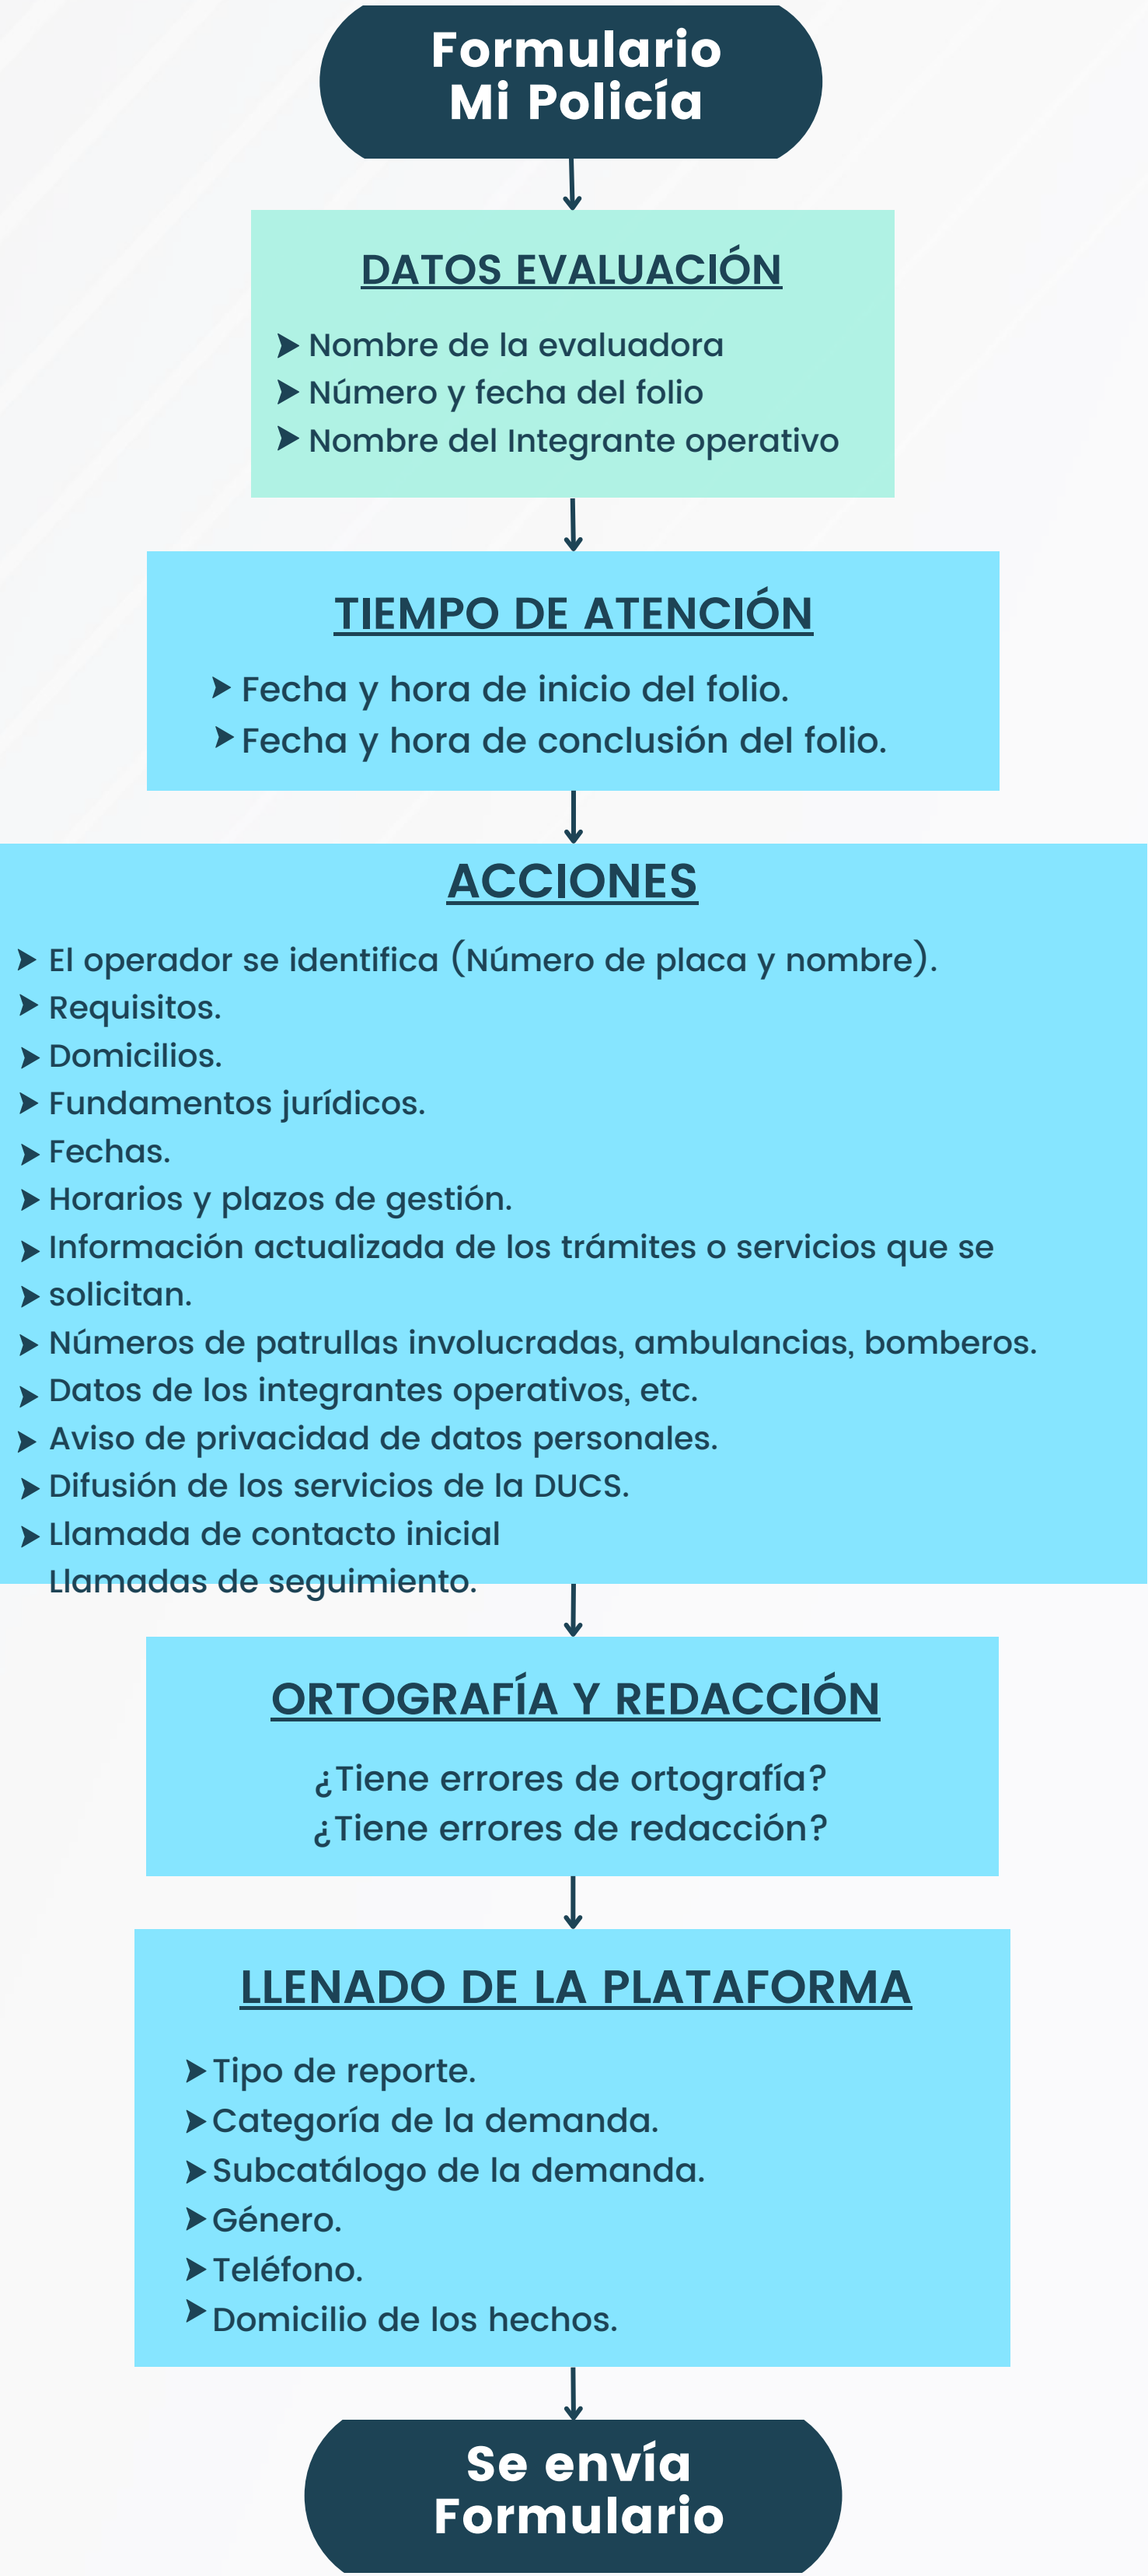 Formulario
Mi Policía
DATOS EVALUACIÓN
➤ Nombre de la evaluadora
➤ Número y fecha del folio
➤ Nombre del Integrante operativo
TIEMPO DE ATENCIÓN
➤ Fecha y hora de inicio del folio.
➤ Fecha y hora de conclusión del folio.
ACCIONES
➤ El operador se identifica (Número de placa y nombre).
➤ Requisitos.
➤ Domicilios.
➤ Fundamentos jurídicos.
➤ Fechas.
➤ Horarios y plazos de gestión.
➤ Información actualizada de los trámites o servicios que se
➤ solicitan.
➤ Números de patrullas involucradas, ambulancias, bomberos.
➤ Datos de los integrantes operativos, etc.
➤ Aviso de privacidad de datos personales.
➤ Difusión de los servicios de la DUCS.
➤ Llamada de contacto inicial
Llamadas de seguimiento.
ORTOGRAFÍA Y REDACCIÓN
¿Tiene errores de ortografía?
¿Tiene errores de redacción?
LLENADO DE LA PLATAFORMA
➤ Tipo de reporte.
➤ Categoría de la demanda.
➤ Subcatálogo de la demanda.
➤ Género.
➤ Teléfono.
➤ Domicilio de los hechos.
Se envía
Formulario